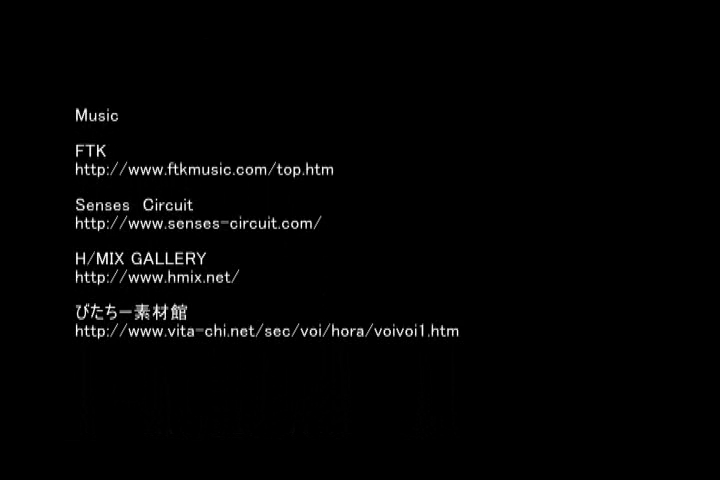 Music
FTK
http://www.ftkmusic.com/top.htm
Senses　Circuit
http://www.senses-circuit.com/
H/MIX GALLERY
http://www.hmix.net/
びたちー素材館
http://www.vita-chi.net/sec/voi/hora/voivoi1.htm